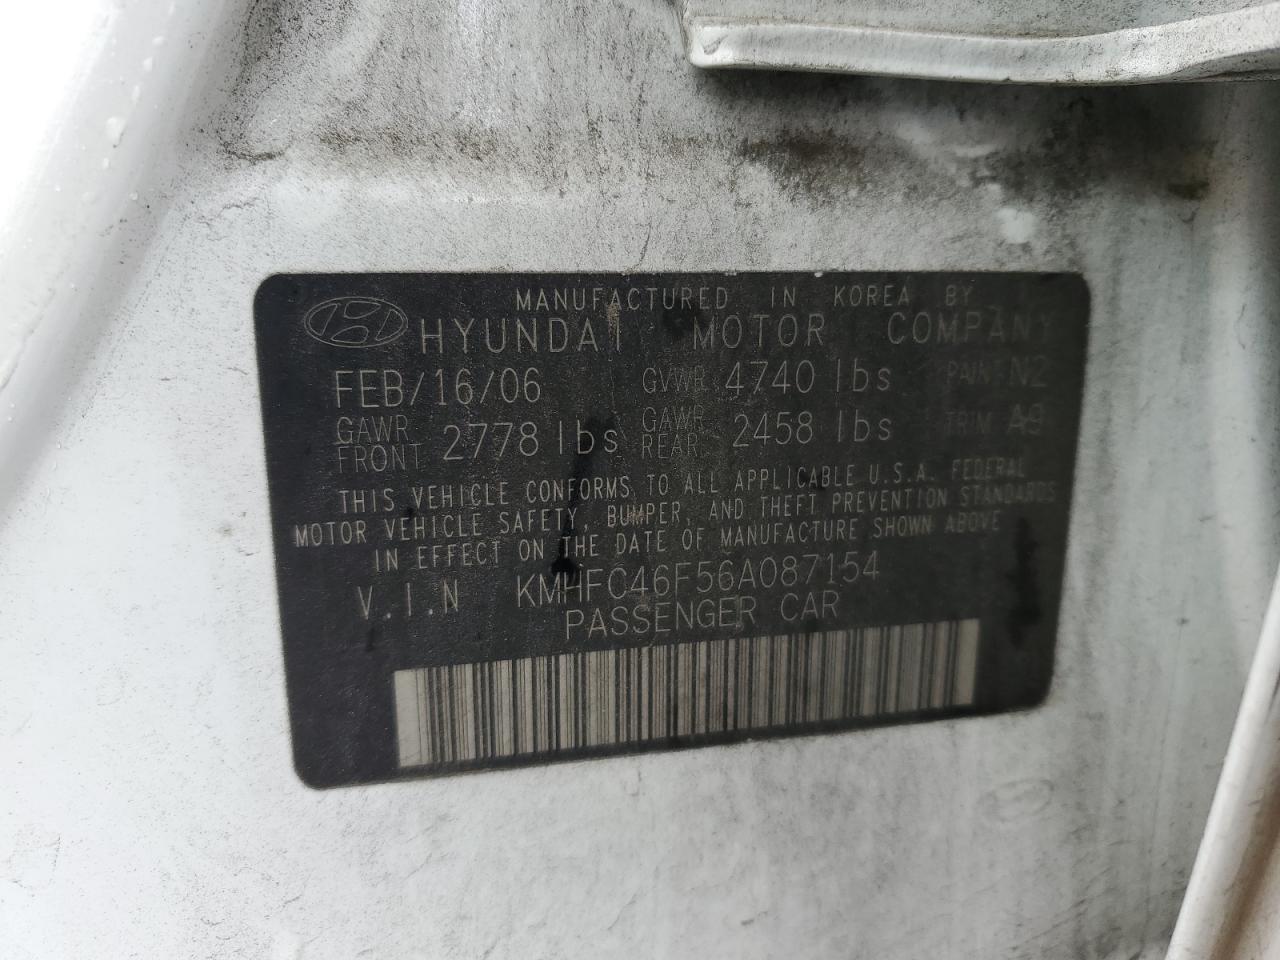 MANUFACTURED IN KOREA BY
HYUNDAI MOTOR COMPANY
FEB/16/06 GVWR 4740 lbs PAINT N2
GAWR FRONT 2778 lbs GAWR REAR 2458 lbs TRIM A9
THIS VEHICLE CONFORMS TO ALL APPLICABLE U.S.A. FEDERAL
MOTOR VEHICLE SAFETY, BUMPER, AND THEFT PREVENTION STANDARDS
IN EFFECT ON THE DATE OF MANUFACTURE SHOWN ABOVE
V.I.N KMHFC46F56A087154
PASSENGER CAR